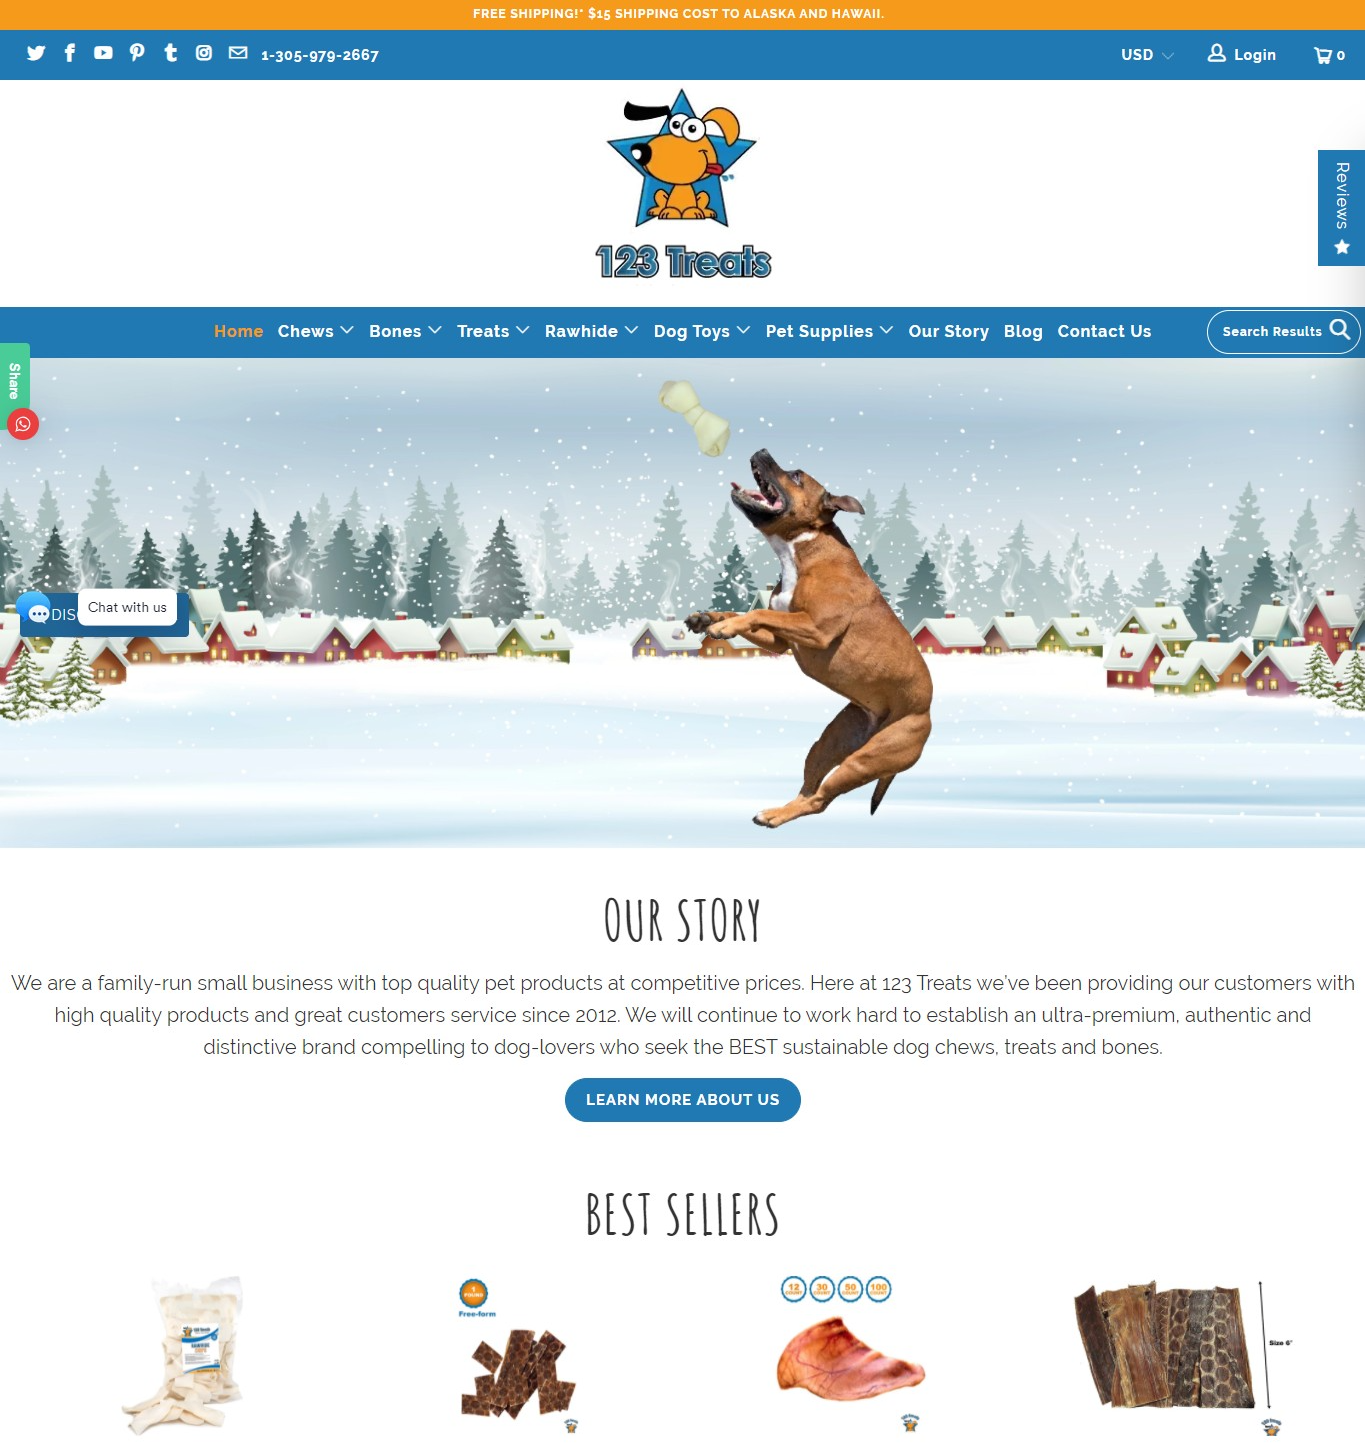 FREE SHIPPING!* $15 SHIPPING COST TO ALASKA AND HAWAII.
1-305-979-2667
USD
Login
0
123 Treats
Reviews
Home Chews Bones Treats Rawhide Dog Toys Pet Supplies Our Story Blog Contact Us
Search Results
Share
Chat with us
OUR STORY
We are a family-run small business with top quality pet products at competitive prices. Here at 123 Treats we've been providing our customers with
high quality products and great customers service since 2012. We will continue to work hard to establish an ultra-premium, authentic and
distinctive brand compelling to dog-lovers who seek the BEST sustainable dog chews, treats and bones.
LEARN MORE ABOUT US
BEST SELLERS
1
POUND
Free-form
12 COUNT
30 COUNT
50 COUNT
100 COUNT
Size 6"